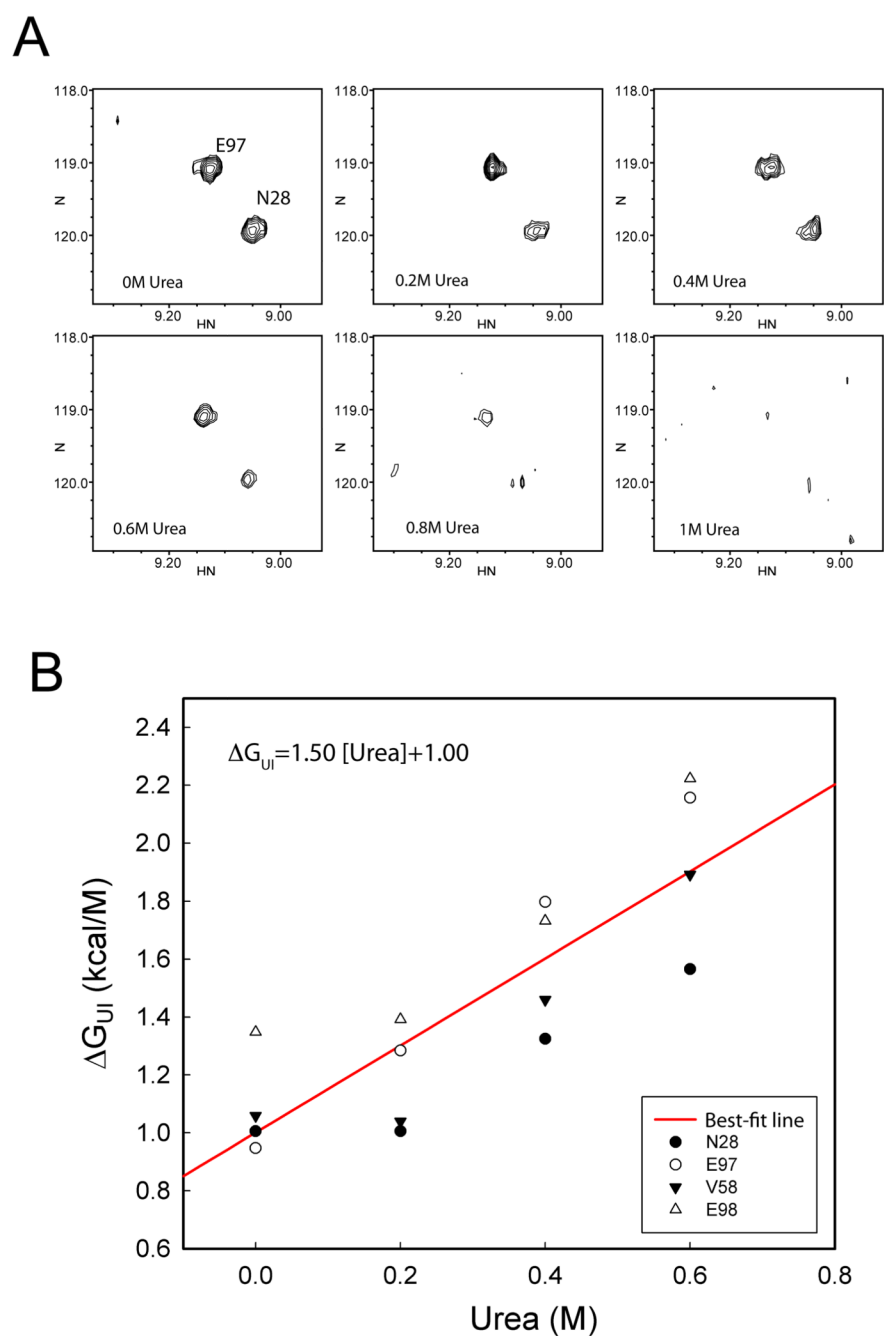 A
118.0
119.0
120.0
N
E97
N28
0M Urea
9.20
9.00
HN
118.0
119.0
120.0
N
0.2M Urea
9.20
9.00
HN
118.0
119.0
120.0
N
0.4M Urea
9.20
9.00
HN
118.0
119.0
120.0
N
0.6M Urea
9.20
9.00
HN
118.0
119.0
120.0
N
0.8M Urea
9.20
9.00
HN
118.0
119.0
120.0
N
1M Urea
9.20
9.00
HN
B
ΔG_UI=1.50 [Urea]+1.00
2.4
2.2
2.0
1.8
1.6
1.4
1.2
1.0
0.8
0.6
ΔG_UI (kcal/M)
Best-fit line
N28
E97
V58
E98
0.0 0.2 0.4 0.6 0.8
Urea (M)